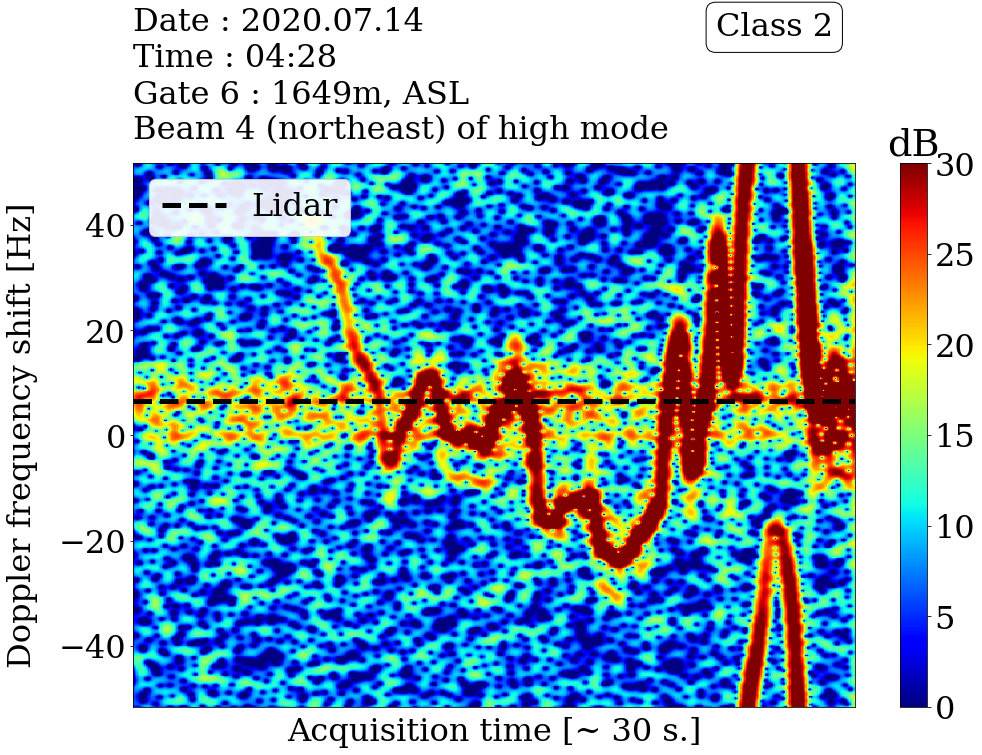 Date : 2020.07.14
Time : 04:28
Gate 6 : 1649m, ASL
Beam 4 (northeast) of high mode
Class 2
dB
Lidar
Doppler frequency shift [Hz]
40
20
0
−20
−40
30
25
20
15
10
5
0
Acquisition time [~ 30 s.]